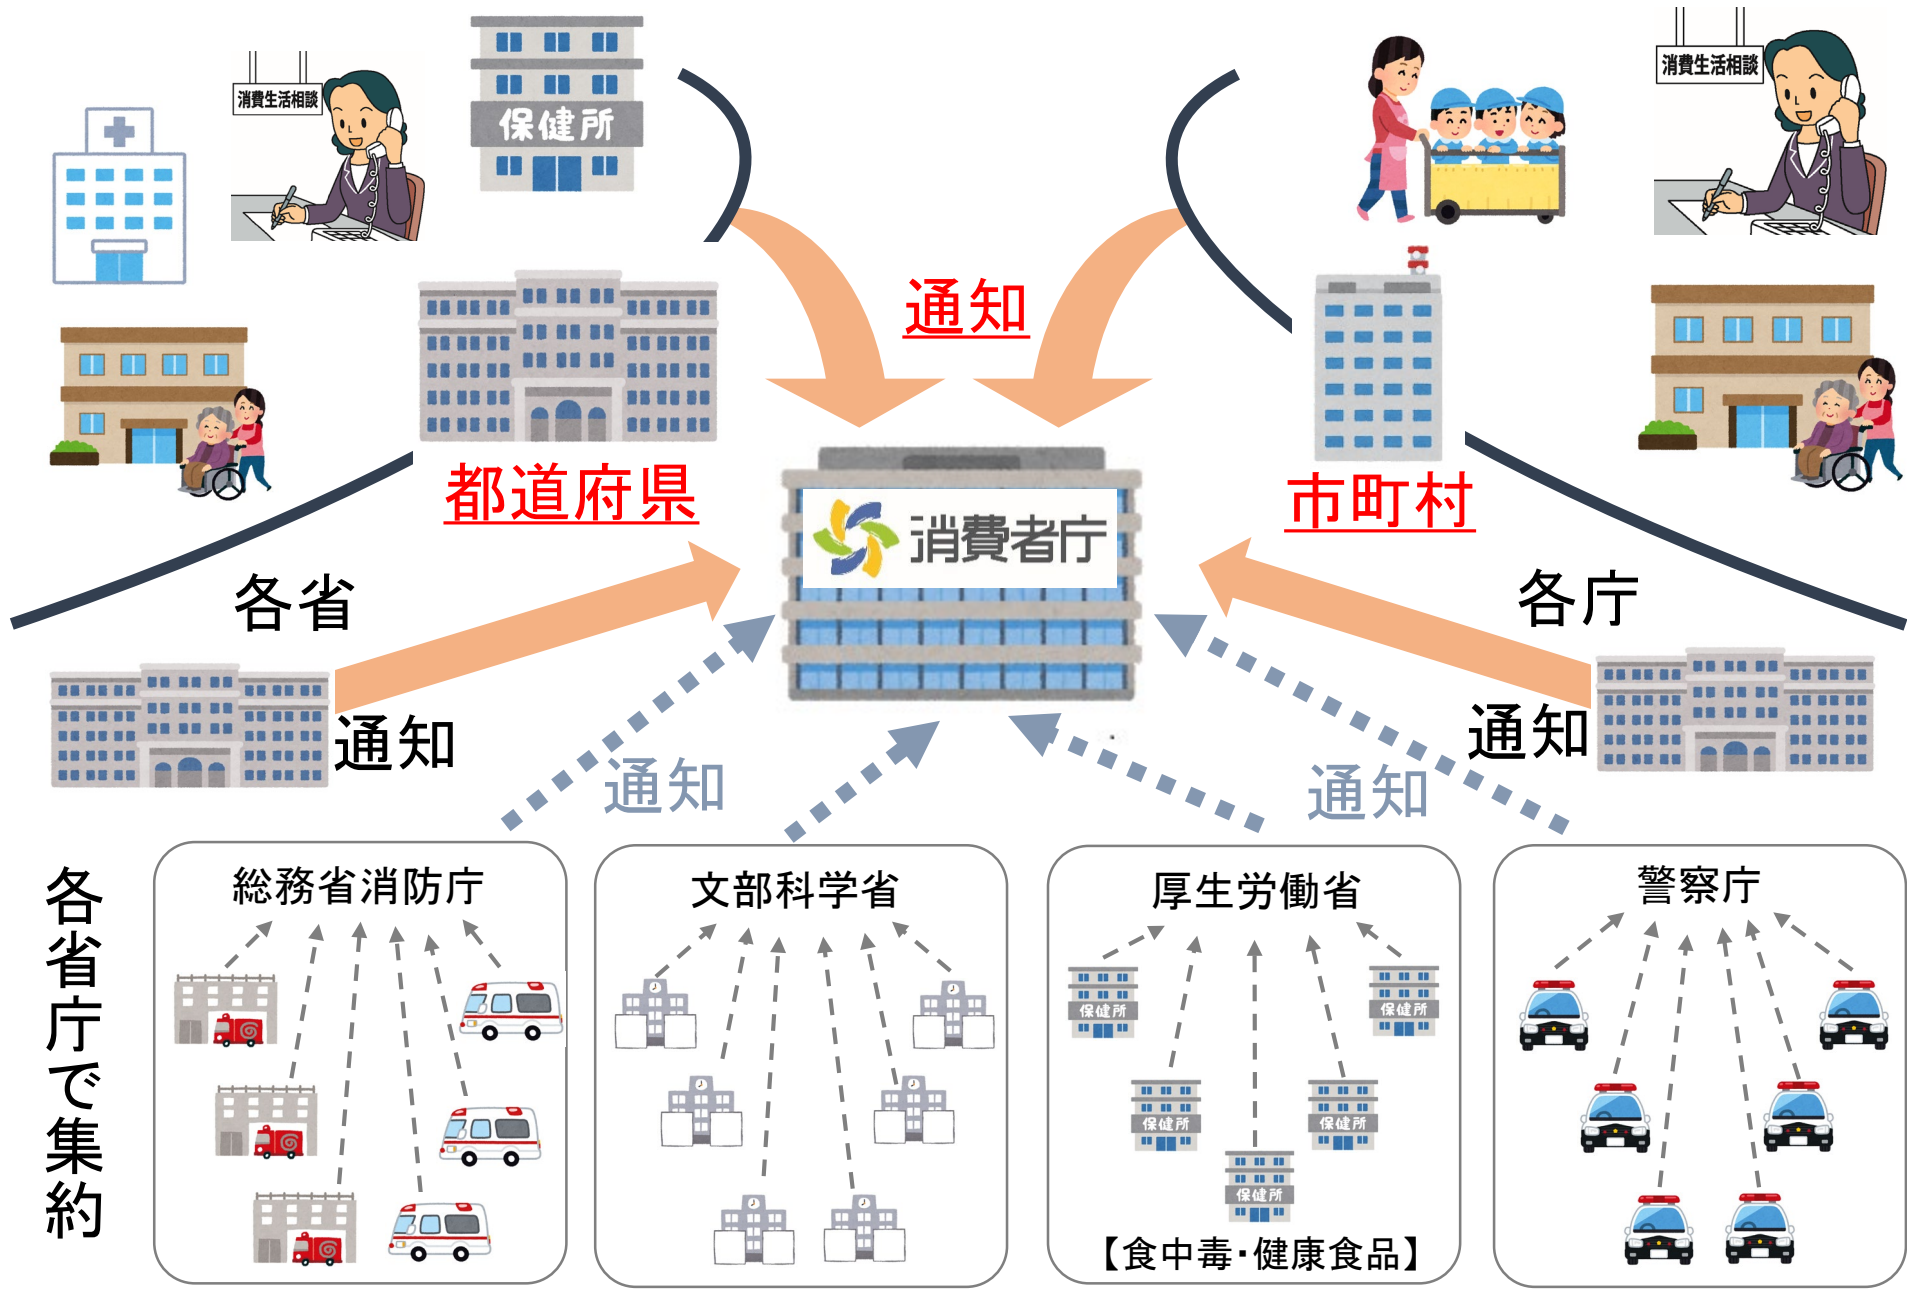 消費生活相談
保健所
消費生活相談
通知
都道府県
市町村
消費者庁
各省
各庁
通知
通知
通知
通知
各省庁で集約
総務省消防庁
文部科学省
厚生労働省
警察庁
保健所
保健所
保健所
保健所
保健所
【食中毒・健康食品】